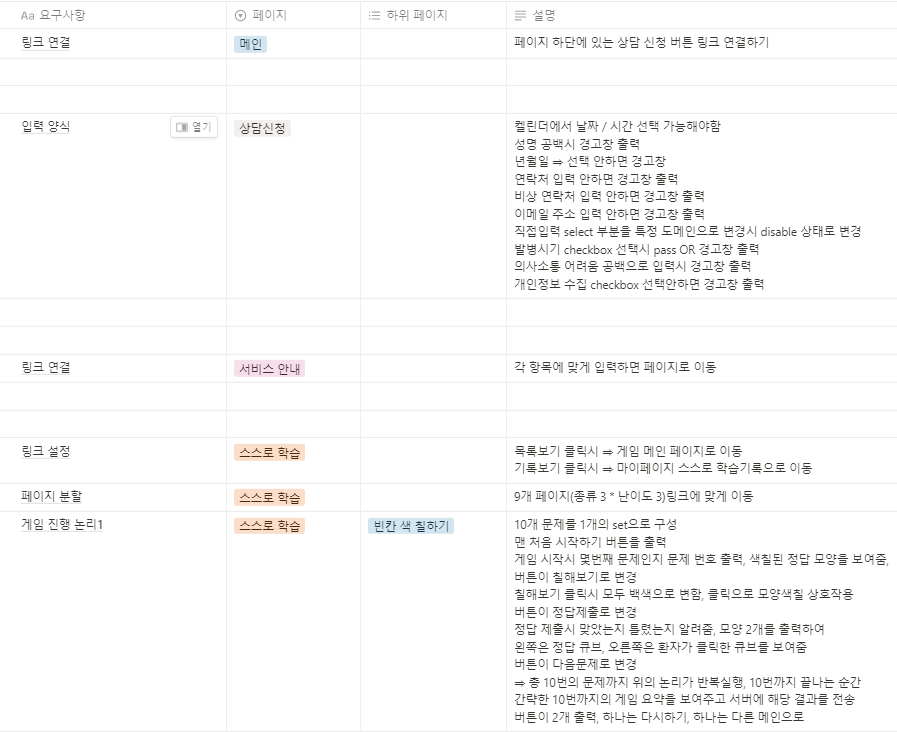 Aa 요구사항 페이지 하위 페이지 설명
링크 연결 메인 페이지 하단에 있는 상담 신청 버튼 링크 연결하기
입력 양식 열기 상담신청 켈린더에서 날짜 / 시간 선택 가능해야함
성명 공백시 경고창 출력
년월일 ⇒ 선택 안하면 경고창
연락처 입력 안하면 경고창 출력
비상 연락처 입력 안하면 경고창 출력
이메일 주소 입력 안하면 경고창 출력
직접입력 select 부분을 특정 도메인으로 변경시 disable 상태로 변경
발병시기 checkbox 선택시 pass OR 경고창 출력
의사소통 어려움 공백으로 입력시 경고창 출력
개인정보 수집 checkbox 선택안하면 경고창 출력
링크 연결 서비스 안내 각 항목에 맞게 입력하면 페이지로 이동
링크 설정 스스로 학습 목록보기 클릭시 ⇒ 게임 메인 페이지로 이동
기록보기 클릭시 ⇒ 마이페이지 스스로 학습기록으로 이동
페이지 분할 스스로 학습 9개 페이지(종류 3 * 난이도 3)링크에 맞게 이동
게임 진행 논리1 스스로 학습 빈칸 색 칠하기 10개 문제를 1개의 set으로 구성
맨 처음 시작하기 버튼을 출력
게임 시작시 몇번째 문제인지 문제 번호 출력, 색칠된 정답 모양을 보여줌,
버튼이 칠해보기로 변경
칠해보기 클릭시 모두 백색으로 변함, 클릭으로 모양색칠 상호작용
버튼이 정답제출로 변경
정답 제출시 맞았는지 틀렸는지 알려줌, 모양 2개를 출력하여
왼쪽은 정답 큐브, 오른쪽은 환자가 클릭한 큐브를 보여줌
버튼이 다음문제로 변경
⇒ 총 10번의 문제까지 위의 논리가 반복실행, 10번까지 끝나는 순간
간략한 10번까지의 게임 요약을 보여주고 서버에 해당 결과를 전송
버튼이 2개 출력, 하나는 다시하기, 하나는 다른 메인으로